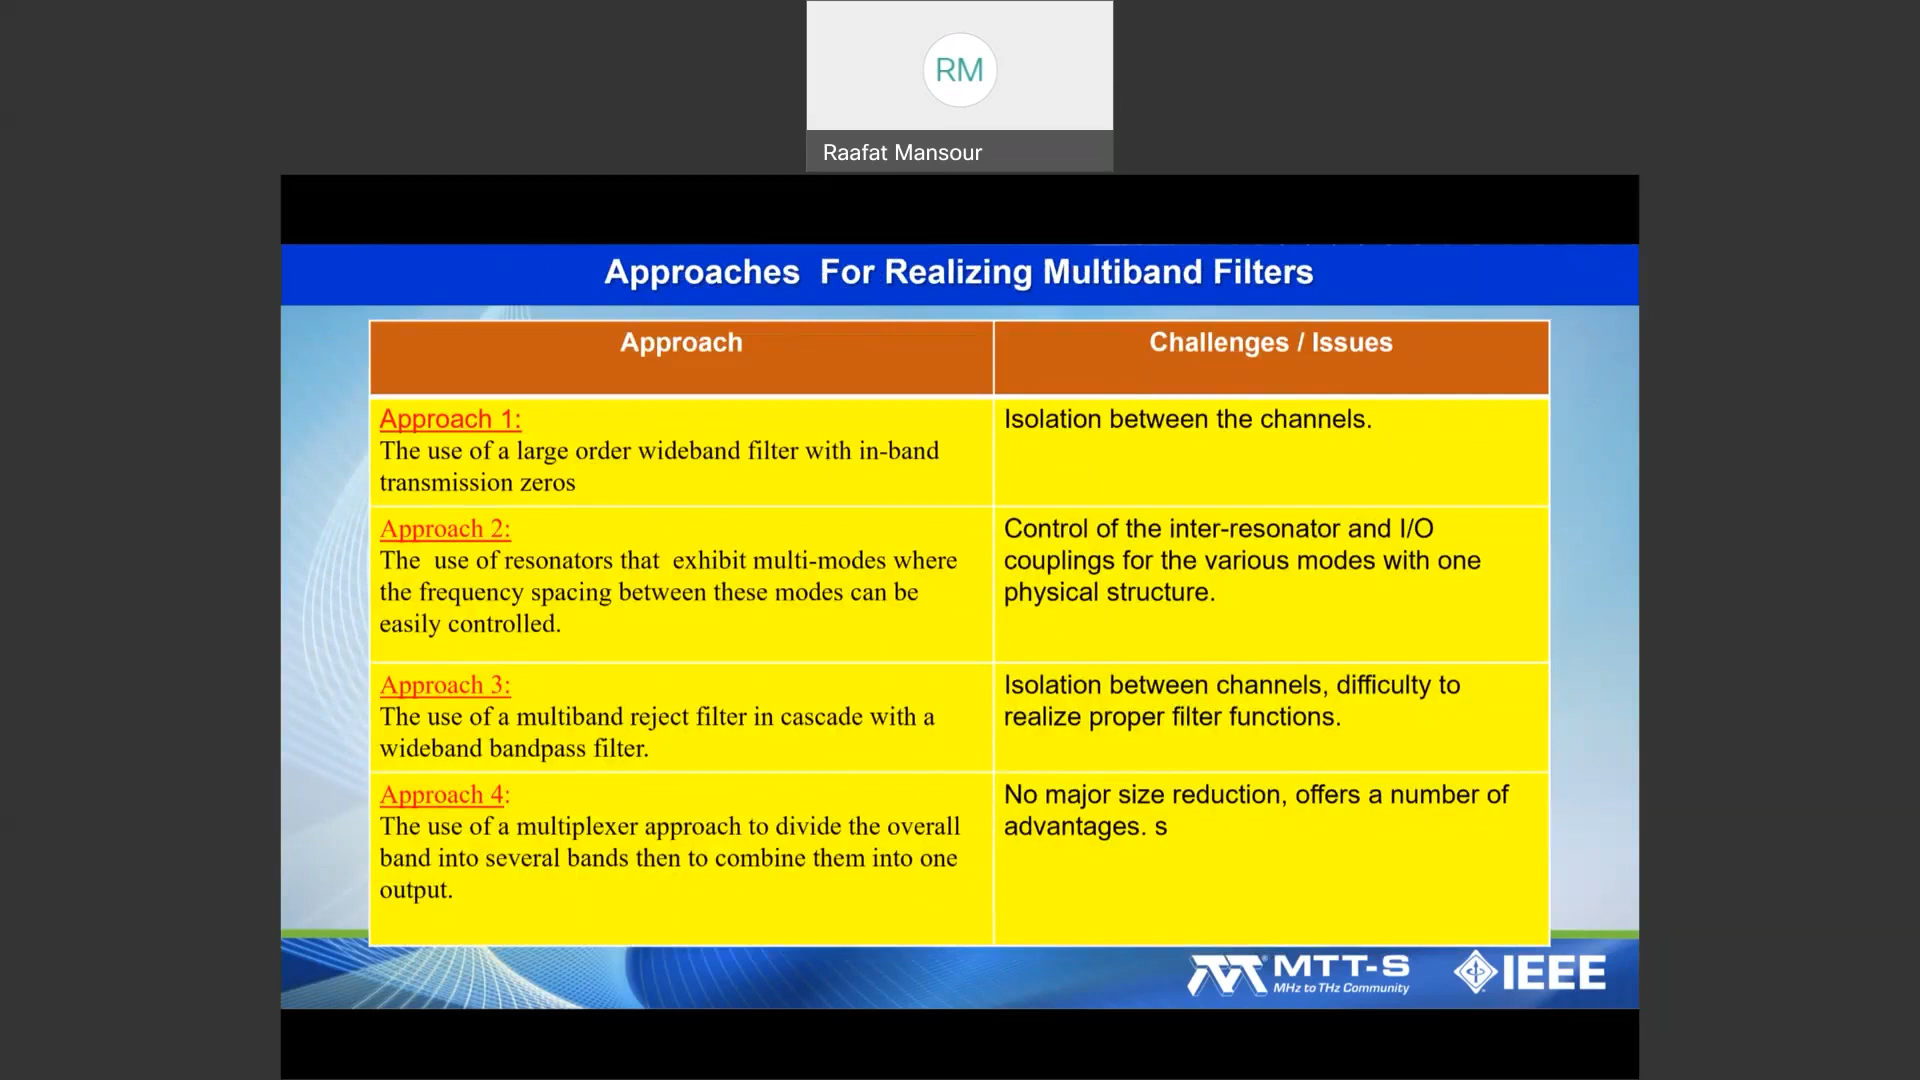 RM
Raafat Mansour
Approaches  For Realizing Multiband Filters
Approach
Challenges / Issues
Approach 1:
The use of a large order wideband filter with in-band
transmission zeros
Isolation between the channels.
Approach 2:
The  use of resonators that  exhibit multi-modes where
the frequency spacing between these modes can be
easily controlled.
Control of the inter-resonator and I/O
couplings for the various modes with one
physical structure.
Approach 3:
The use of a multiband reject filter in cascade with a
wideband bandpass filter.
Isolation between channels, difficulty to
realize proper filter functions.
Approach 4:
The use of a multiplexer approach to divide the overall
band into several bands then to combine them into one
output.
No major size reduction, offers a number of
advantages. s
MTT-S
MHz to THz Community
IEEE